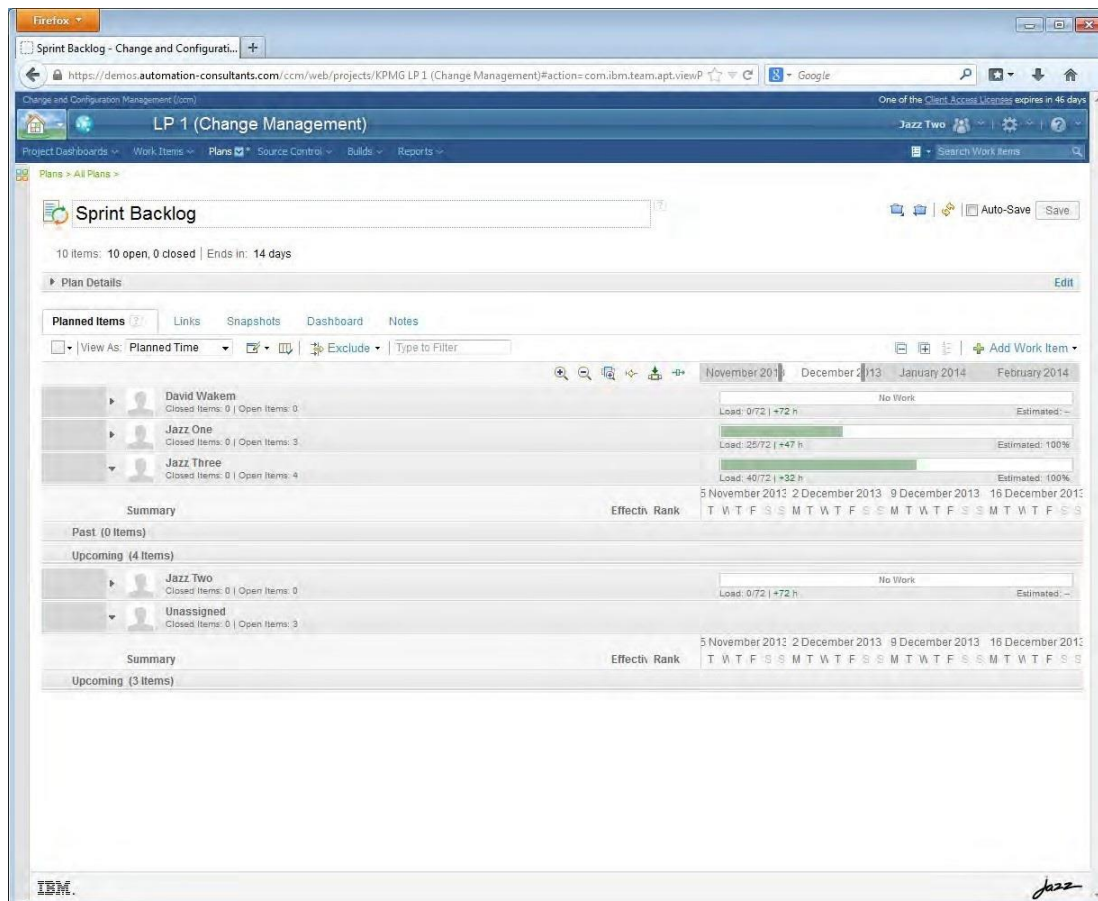 Firefox
Sprint Backlog - Change and Configurati... +
https://demos.automation-consultants.com/ccm/web/projects/KPMG LP 1 (Change Management)#action=com.ibm.team.apt.viewP
Google
Change and Configuration Management (/ccm)
One of the Client Access Licenses expires in 46 days
LP 1 (Change Management)
Jazz Two
Project Dashboards Work Items Plans Source Control Builds Reports
Search Work Items
Plans > All Plans >
Sprint Backlog
Auto-Save Save
10 items: 10 open, 0 closed | Ends in: 14 days
Plan Details
Edit
Planned Items Links Snapshots Dashboard Notes
View As: Planned Time Exclude Type to Filter
Add Work Item
November 201 December 2 013 January 2014 February 2014
David Wakem
Closed Items: 0 | Open Items: 0
No Work
Load: 0/72 | +72 h
Estimated: --
Jazz One
Closed Items: 0 | Open Items: 3
Load: 25/72 | +47 h
Estimated: 100%
Jazz Three
Closed Items: 0 | Open Items: 4
Load: 40/72 | +32 h
Estimated: 100%
5 November 2013 2 December 2013 9 December 2013 16 December 2013
Summary Effectiv Rank T W T F S S M T W T F S S M T W T F S S M T W T F S S
Past (0 Items)
Upcoming (4 Items)
Jazz Two
Closed Items: 0 | Open Items: 0
No Work
Load: 0/72 | +72 h
Estimated: --
Unassigned
Closed Items: 0 | Open Items: 3
5 November 2013 2 December 2013 9 December 2013 16 December 2013
Summary Effectiv Rank T W T F S S M T W T F S S M T W T F S S M T W T F S S
Upcoming (3 Items)
IBM.
Jazz